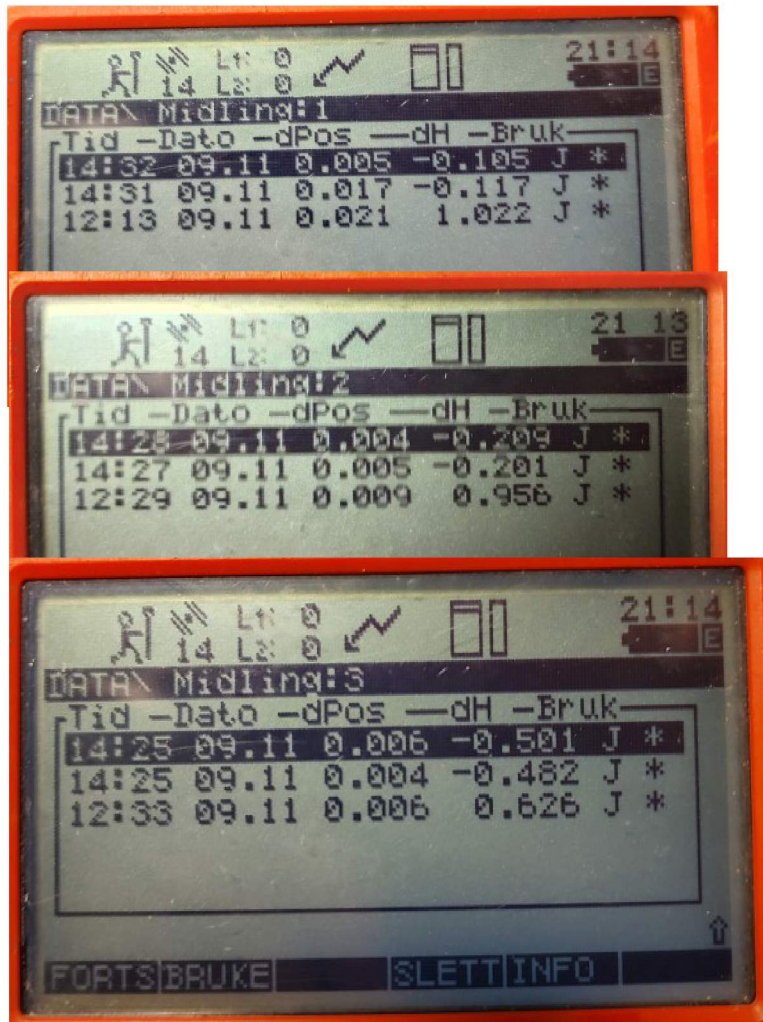 L1: 0 21:14
14 L2: 0 E
DATA\ Midling:1
Tid -Dato -dPos -dH -Bruk
14:32 09.11 0.005 -0.105 J *
14:31 09.11 0.017 -0.117 J *
12:13 09.11 0.021 1.022 J *
L1: 0 21 13
14 L2: 0 E
DATA\ Midling:2
Tid -Dato -dPos -dH -Bruk
14:28 09.11 0.004 -0.209 J *
14:27 09.11 0.005 -0.201 J *
12:29 09.11 0.009 0.956 J *
L1: 0 21:14
14 L2: 0 E
DATA\ Midling:3
Tid -Dato -dPos -dH -Bruk
14:25 09.11 0.006 -0.501 J *
14:25 09.11 0.004 -0.482 J *
12:33 09.11 0.006 0.626 J *
FORTS BRUKE SLETT INFO